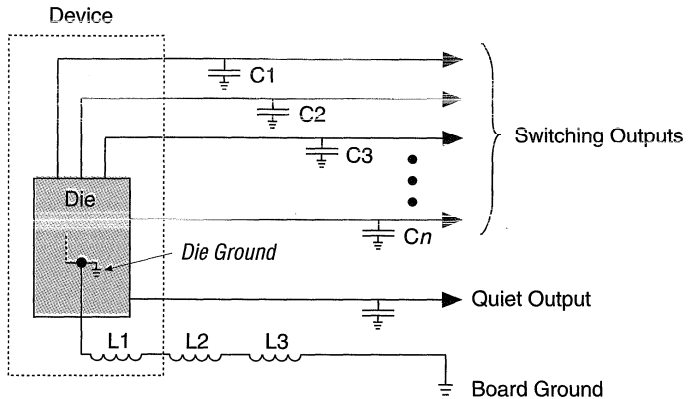 Device
C1
C2
C3
Switching Outputs
Die
Cn
Die Ground
Quiet Output
L1 L2 L3
Board Ground